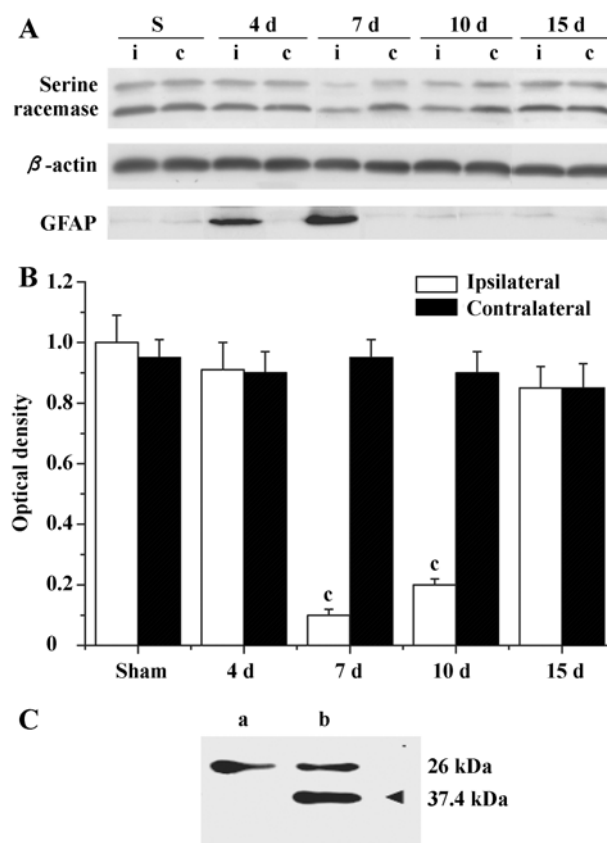 A
S 4 d 7 d 10 d 15 d
i c i c i c i c i c
Serine
racemase
β-actin
GFAP
B
Ipsilateral
Contralateral
1.2
1.0
0.8
0.6
0.4
0.2
0
Optical density
c
c
Sham 4 d 7 d 10 d 15 d
C
a b
26 kDa
37.4 kDa